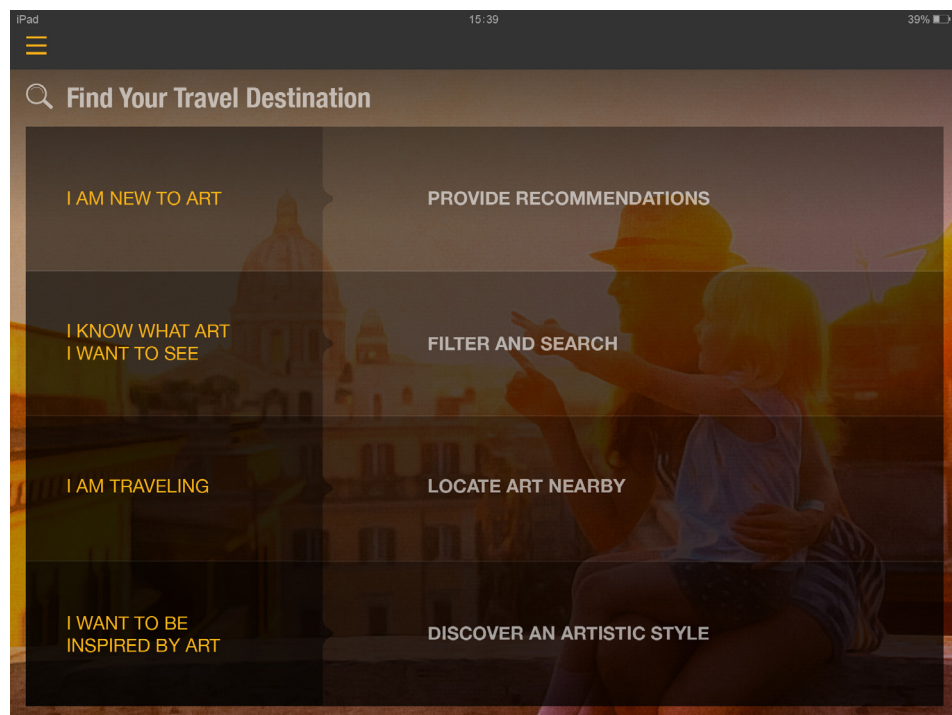 iPad 15:39 39%
Find Your Travel Destination
I AM NEW TO ART
PROVIDE RECOMMENDATIONS
I KNOW WHAT ART
I WANT TO SEE
FILTER AND SEARCH
I AM TRAVELING
LOCATE ART NEARBY
I WANT TO BE
INSPIRED BY ART
DISCOVER AN ARTISTIC STYLE